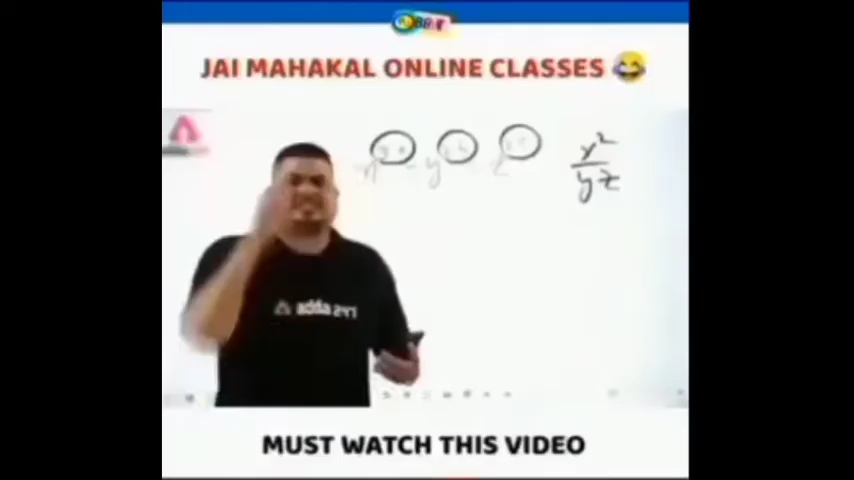 JAI MAHAKAL ONLINE CLASSES 😂
x²
yz
adda 247
MUST WATCH THIS VIDEO